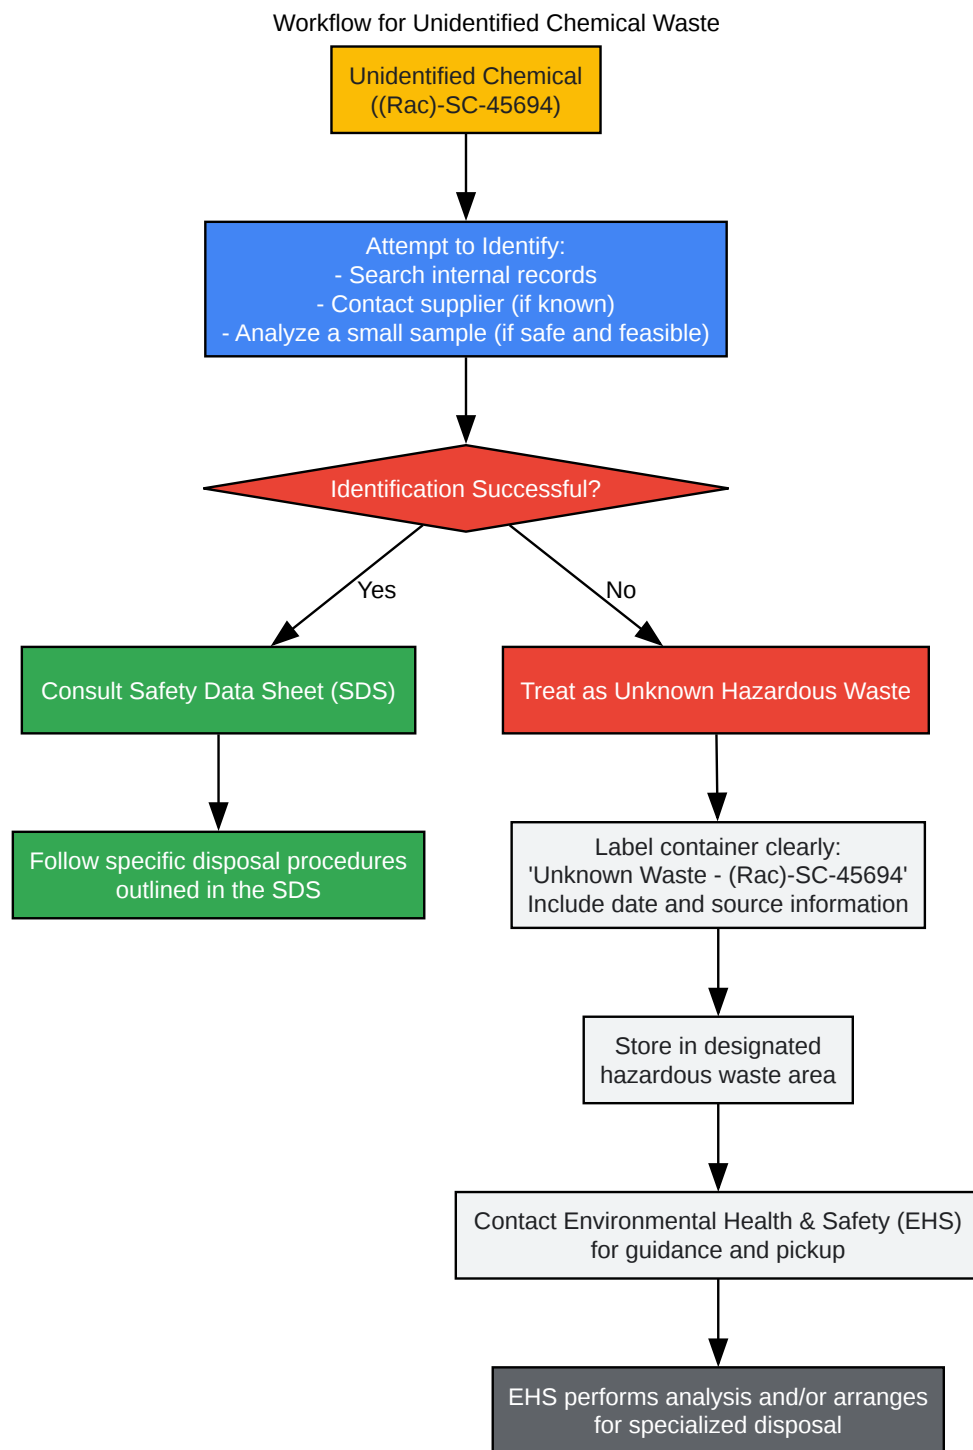 Workflow for Unidentified Chemical Waste
Unidentified Chemical
((Rac)-SC-45694)
Attempt to Identify:
- Search internal records
- Contact supplier (if known)
- Analyze a small sample (if safe and feasible)
Identification Successful?
Yes
No
Consult Safety Data Sheet (SDS)
Treat as Unknown Hazardous Waste
Follow specific disposal procedures
outlined in the SDS
Label container clearly:
'Unknown Waste - (Rac)-SC-45694'
Include date and source information
Store in designated
hazardous waste area
Contact Environmental Health & Safety (EHS)
for guidance and pickup
EHS performs analysis and/or arranges
for specialized disposal